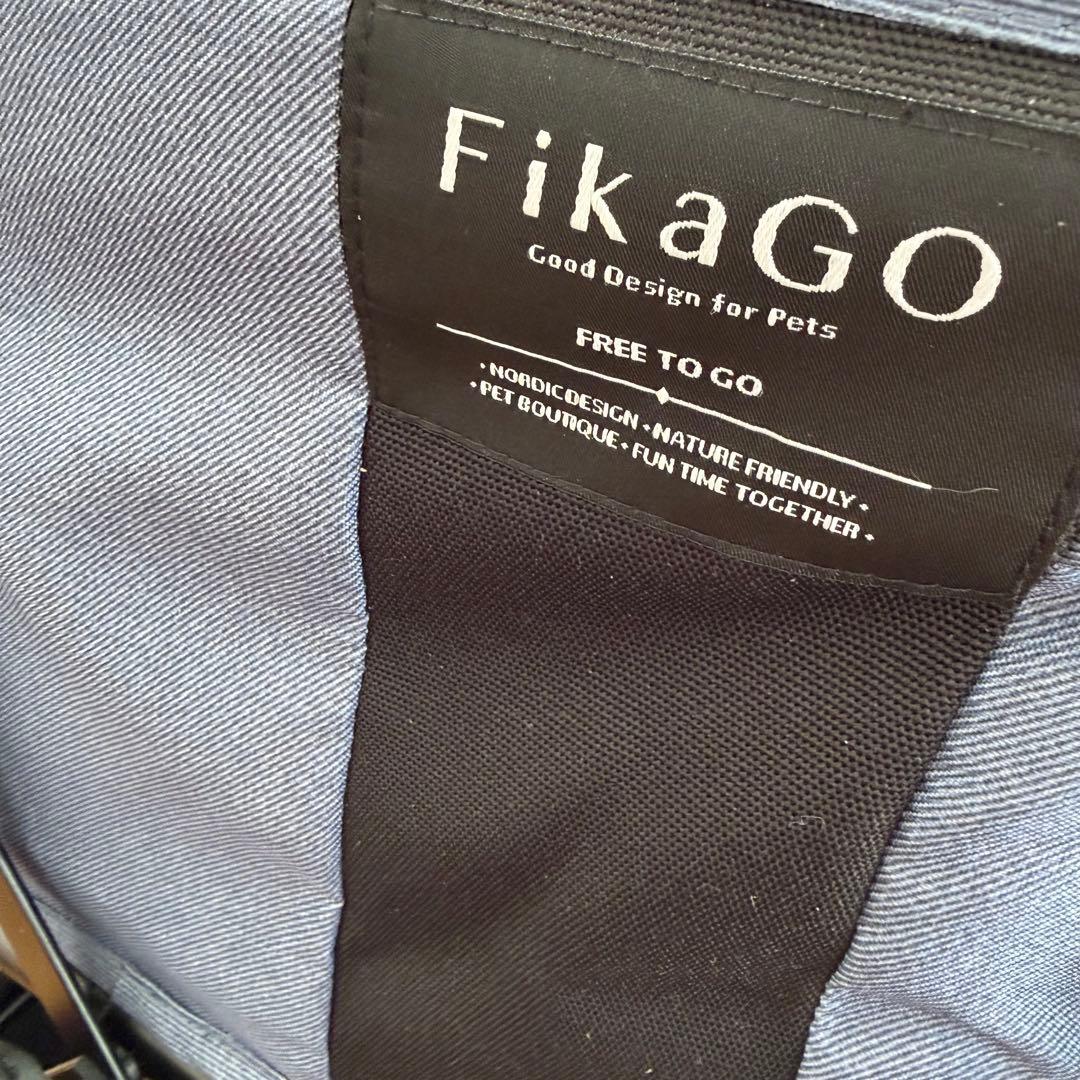 FikaGO
Good Design for Pets
FREE TO GO
• NORDIC DESIGN • NATURE FRIENDLY •
• PET BOUTIQUE • FUN TIME TOGETHER •